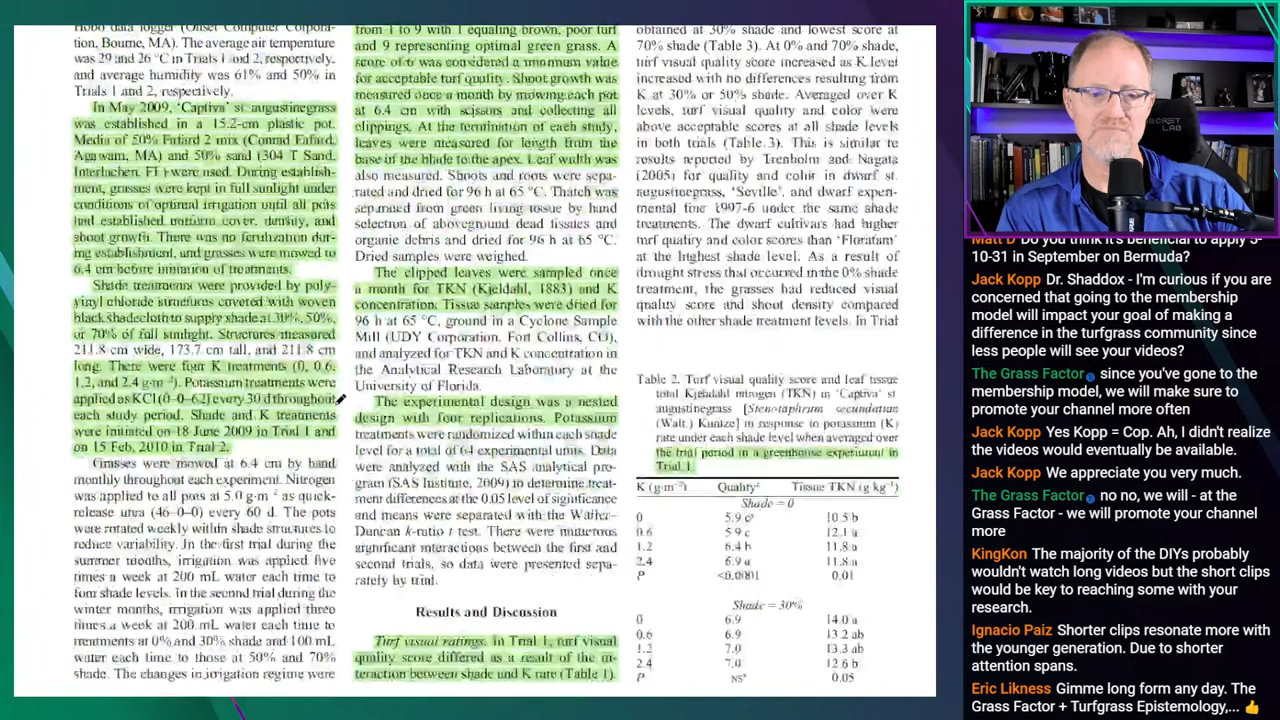 Hobo data logger (Onset Computer Corpora-
tion, Bourne, MA). The average air temperature
was 29 and 26 °C in Trials 1 and 2, respectively,
and average humidity was 61% and 50% in
Trials 1 and 2, respectively.
In May 2009, 'Captiva' st. augustinegrass
was established in a 15.2-cm plastic pot.
Media of 50% Fafard 2 mix (Conrad Fafard,
Agawam, MA) and 50% sand (304 T Sand,
Interlachen, FL) were used. During establish-
ment, grasses were kept in full sunlight under
conditions of optimal irrigation until all pots
had established uniform cover, density, and
shoot growth. There was no fertilization dur-
ing establishment, and grasses were mowed to
6.4 cm before initiation of treatments.
Shade treatments were provided by poly-
vinyl chloride structures covered with woven
black shadecloth to supply shade at 30%, 50%,
or 70% of full sunlight. Structures measured
211.8 cm wide, 173.7 cm tall, and 211.8 cm
long. There were four K treatments (0, 0.6,
1.2, and 2.4 g·m⁻²). Potassium treatments were
applied as KCl (0–0–62) every 30 d throughout
each study period. Shade and K treatments
were initiated on 18 June 2009 in Trial 1 and
on 15 Feb. 2010 in Trial 2.
Grasses were mowed at 6.4 cm by hand
monthly throughout each experiment. Nitrogen
was applied to all pots at 5.0 g·m⁻² as quick-
release urea (46–0–0) every 60 d. The pots
were rotated weekly within shade structures to
reduce variability. In the first trial during the
summer months, irrigation was applied five
times a week at 200 mL water each time to
four shade levels. In the second trial during the
winter months, irrigation was applied three
times a week at 200 mL water each time to
treatments at 0% and 30% shade and 100 mL
water each time to those at 50% and 70%
shade. The changes in irrigation regime were
from 1 to 9 with 1 equaling brown, poor turf
and 9 representing optimal green grass. A
score of 6 was considered a minimum value
for acceptable turf quality. Shoot growth was
measured once a month by mowing each pot
at 6.4 cm with scissors and collecting all
clippings. At the termination of each study,
leaves were measured for length from the
base of the blade to the apex. Leaf width was
also measured. Shoots and roots were sepa-
rated and dried for 96 h at 65 °C. Thatch was
separated from green living tissue by hand
selection of aboveground dead tissues and
organic debris and dried for 96 h at 65 °C.
Dried samples were weighed.
The clipped leaves were sampled once
a month for TKN (Kjeldahl, 1883) and K
concentration. Tissue samples were dried for
96 h at 65 °C, ground in a Cyclone Sample
Mill (UDY Corporation, Fort Collins, CO),
and analyzed for TKN and K concentration in
the Analytical Research Laboratory at the
University of Florida.
The experimental design was a nested
design with four replications. Potassium
treatments were randomized within each shade
level for a total of 64 experimental units. Data
were analyzed with the SAS analytical pro-
gram (SAS Institute, 2009) to determine treat-
ment differences at the 0.05 level of significance
and means were separated with the Waller-
Duncan k-ratio t test. There were numerous
significant interactions between the first and
second trials, so data were presented sepa-
rately by trial.
Results and Discussion
Turf visual ratings. In Trial 1, turf visual
quality score differed as a result of the in-
teraction between shade and K rate (Table 1).
obtained at 30% shade and lowest score at
70% shade (Table 3). At 0% and 70% shade,
turf visual quality score increased as K level
increased with no differences resulting from
K at 30% or 50% shade. Averaged over K
levels, turf visual quality and color were
above acceptable scores at all shade levels
in both trials (Table 3). This is similar to
results reported by Trenholm and Nagata
(2005) for quality and color in dwarf st.
augustinegrass, 'Seville', and dwarf experi-
mental line 1997-6 under the same shade
treatments. The dwarf cultivars had higher
turf quality and color scores than 'Floratam'
at the highest shade level. As a result of
drought stress that occurred in the 0% shade
treatment, the grasses had reduced visual
quality score and shoot density compared
with the other shade treatment levels. In Trial
Table 2. Turf visual quality score and leaf tissue
total Kjeldahl nitrogen (TKN) in 'Captiva' st.
augustinegrass [Stenotaphrum secundatum
(Walt.) Kuntze] in response to potassium (K)
rate under each shade level when averaged over
the trial period in a greenhouse experiment in
Trial 1.
K (g·m⁻²) Quality Tissue TKN (g·kg⁻¹)
Shade = 0
0 5.9 c 10.5 b
0.6 5.9 c 12.1 a
1.2 6.4 b 11.8 a
2.4 6.9 a 11.8 a
P <0.0001 0.01
Shade = 30%
0 6.9 14.0 a
0.6 6.9 13.2 ab
1.2 7.0 13.3 ab
2.4 7.0 12.6 b
P NS 0.05
SECRET
LAB
Matt D Do you think it's beneficial to apply 5-
10-31 in September on Bermuda?
Jack Kopp Dr. Shaddox - I'm curious if you are
concerned that going to the membership
model will impact your goal of making a
difference in the turfgrass community since
less people will see your videos?
The Grass Factor since you've gone to the
membership model, we will make sure to
promote your channel more often
Jack Kopp Yes Kopp = Cop. Ah, I didn't realize
the videos would eventually be available.
Jack Kopp We appreciate you very much.
The Grass Factor no no, we will - at the
Grass Factor - we will promote your channel
more
KingKon The majority of the DIYs probably
wouldn't watch long videos but the short clips
would be key to reaching some with your
research.
Ignacio Paiz Shorter clips resonate more with
the younger generation. Due to shorter
attention spans.
Eric Likness Gimme long form any day. The
Grass Factor + Turfgrass Epistemology,... 👍